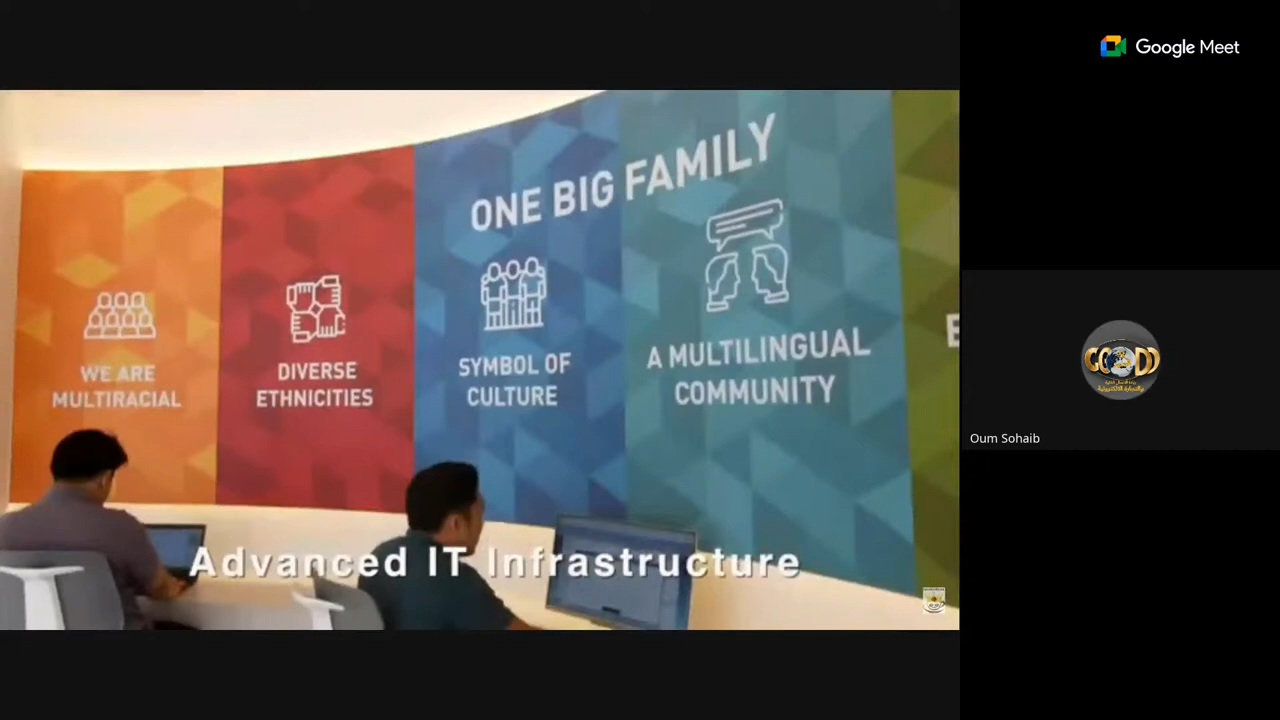 Google Meet
ONE BIG FAMILY
WE ARE
MULTIRACIAL
DIVERSE
ETHNICITIES
SYMBOL OF
CULTURE
A MULTILINGUAL
COMMUNITY
E
Advanced IT Infrastructure
Oum Sohaib